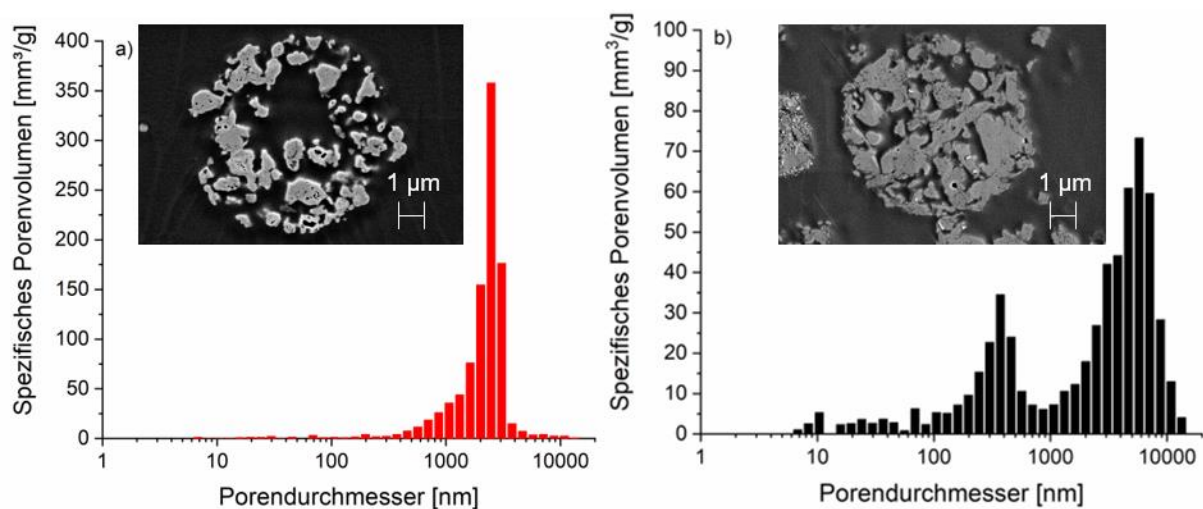 a)
1 µm
Spezifisches Porenvolumen [mm³/g]
400
350
300
250
200
150
100
50
0
1 10 100 1000 10000
Porendurchmesser [nm]
b)
1 µm
Spezifisches Porenvolumen [mm³/g]
100
90
80
70
60
50
40
30
20
10
0
1 10 100 1000 10000
Porendurchmesser [nm]